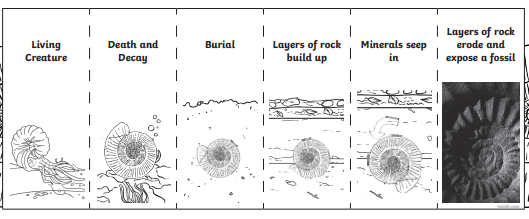 Living
Creature
Death and
Decay
Burial
Layers of rock
build up
Minerals seep
in
Layers of rock
erode and
expose a fossil